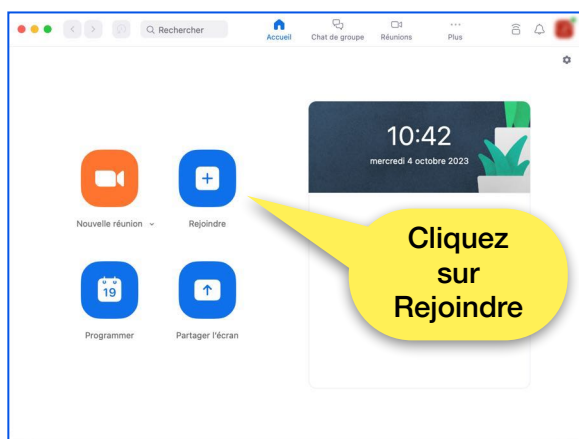 Rechercher
Accueil
Chat de groupe
Réunions
Plus
10:42
mercredi 4 octobre 2023
Nouvelle réunion
Rejoindre
19
Programmer
Partager l'écran
Cliquez
sur
Rejoindre